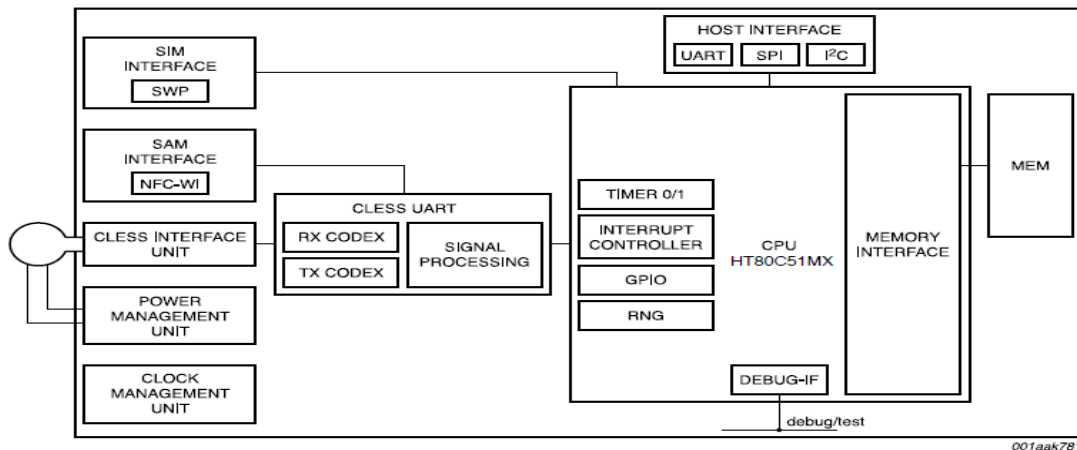 HOST INTERFACE
UART
SPI
I²C
SIM
INTERFACE
SWP
SAM
INTERFACE
NFC-WI
CLESS INTERFACE
UNIT
POWER
MANAGEMENT
UNIT
CLOCK
MANAGEMENT
UNIT
CLESS UART
RX CODEX
TX CODEX
SIGNAL
PROCESSING
TIMER 0/1
INTERRUPT
CONTROLLER
GPIO
RNG
CPU
HT80C51MX
DEBUG-IF
debug/test
MEMORY
INTERFACE
MEM
001aak78